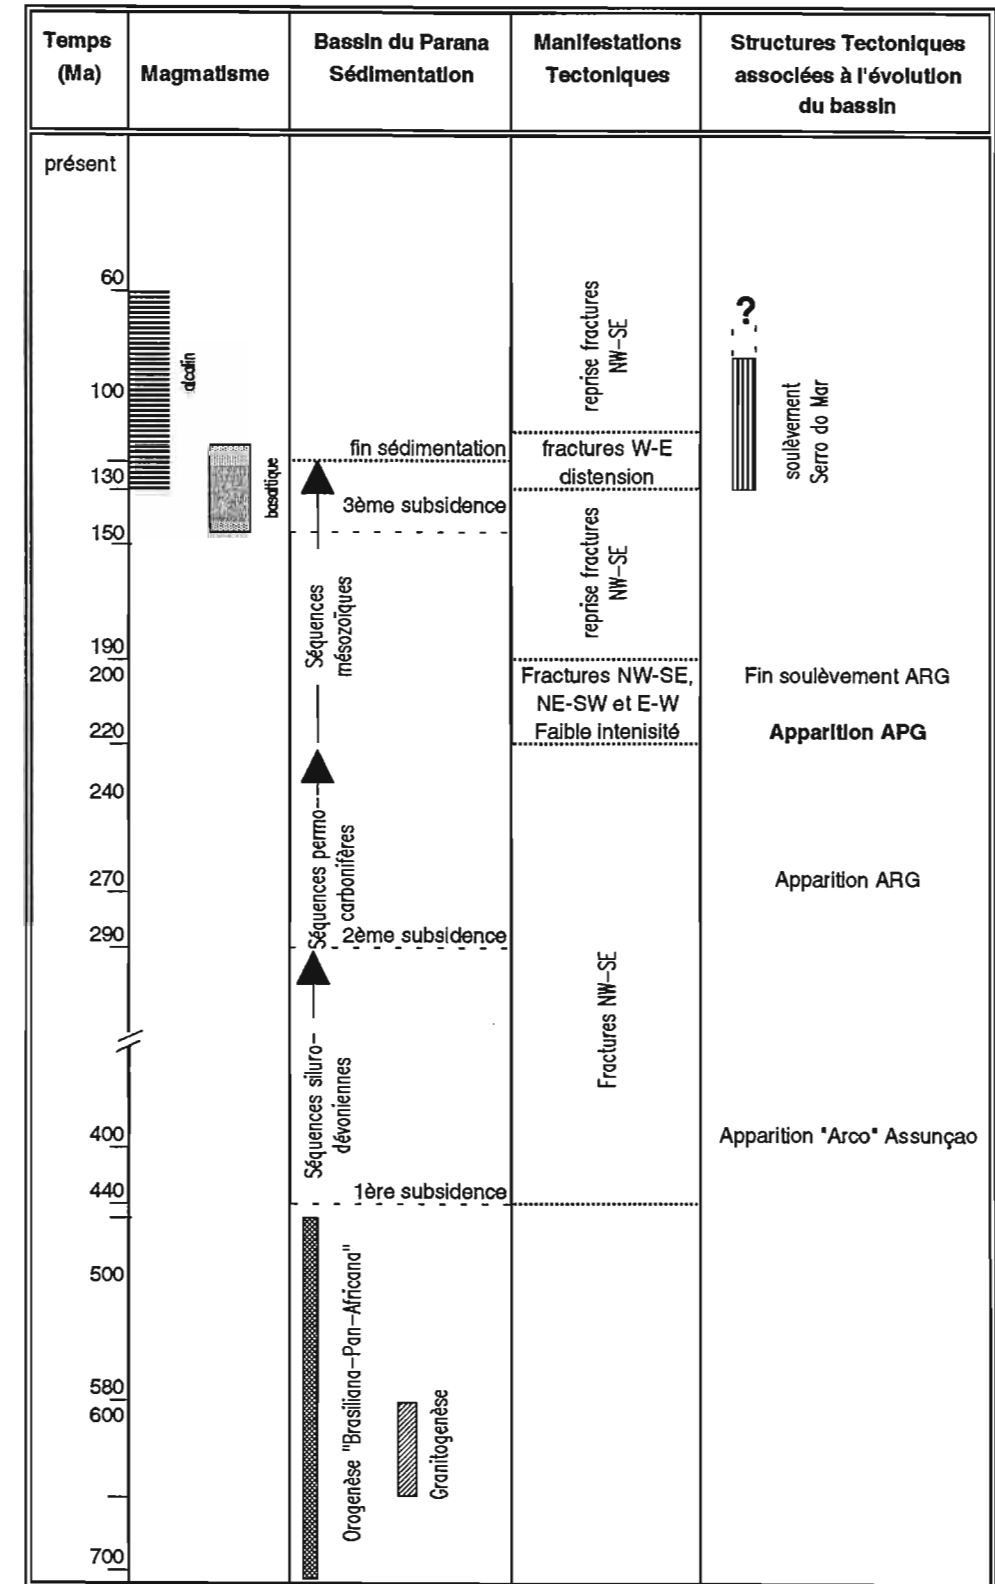 Temps
(Ma)
Magmatisme
Bassin du Parana
Sédimentation
Manifestations
Tectoniques
Structures Tectoniques
associées à l'évolution
du bassin
présent
60
100
130
150
190
200
220
240
270
290
400
440
500
580
600
700
alcalin
basaltique
fin sédimentation
3ème subsidence
Séquences
mésozoïques
Séquences permo-
carbonifères
2ème subsidence
Séquences siluro-
dévoniennes
1ère subsidence
Orogenèse "Brasiliana-Pan-Africana"
Granitogenèse
reprise fractures
NW-SE
fractures W-E
distension
reprise fractures
NW-SE
Fractures NW-SE,
NE-SW et E-W
Faible intenisité
Fractures NW-SE
?
soulèvement
Serro do Mar
Fin soulèvement ARG
Apparition APG
Apparition ARG
Apparition "Arco" Assunçao